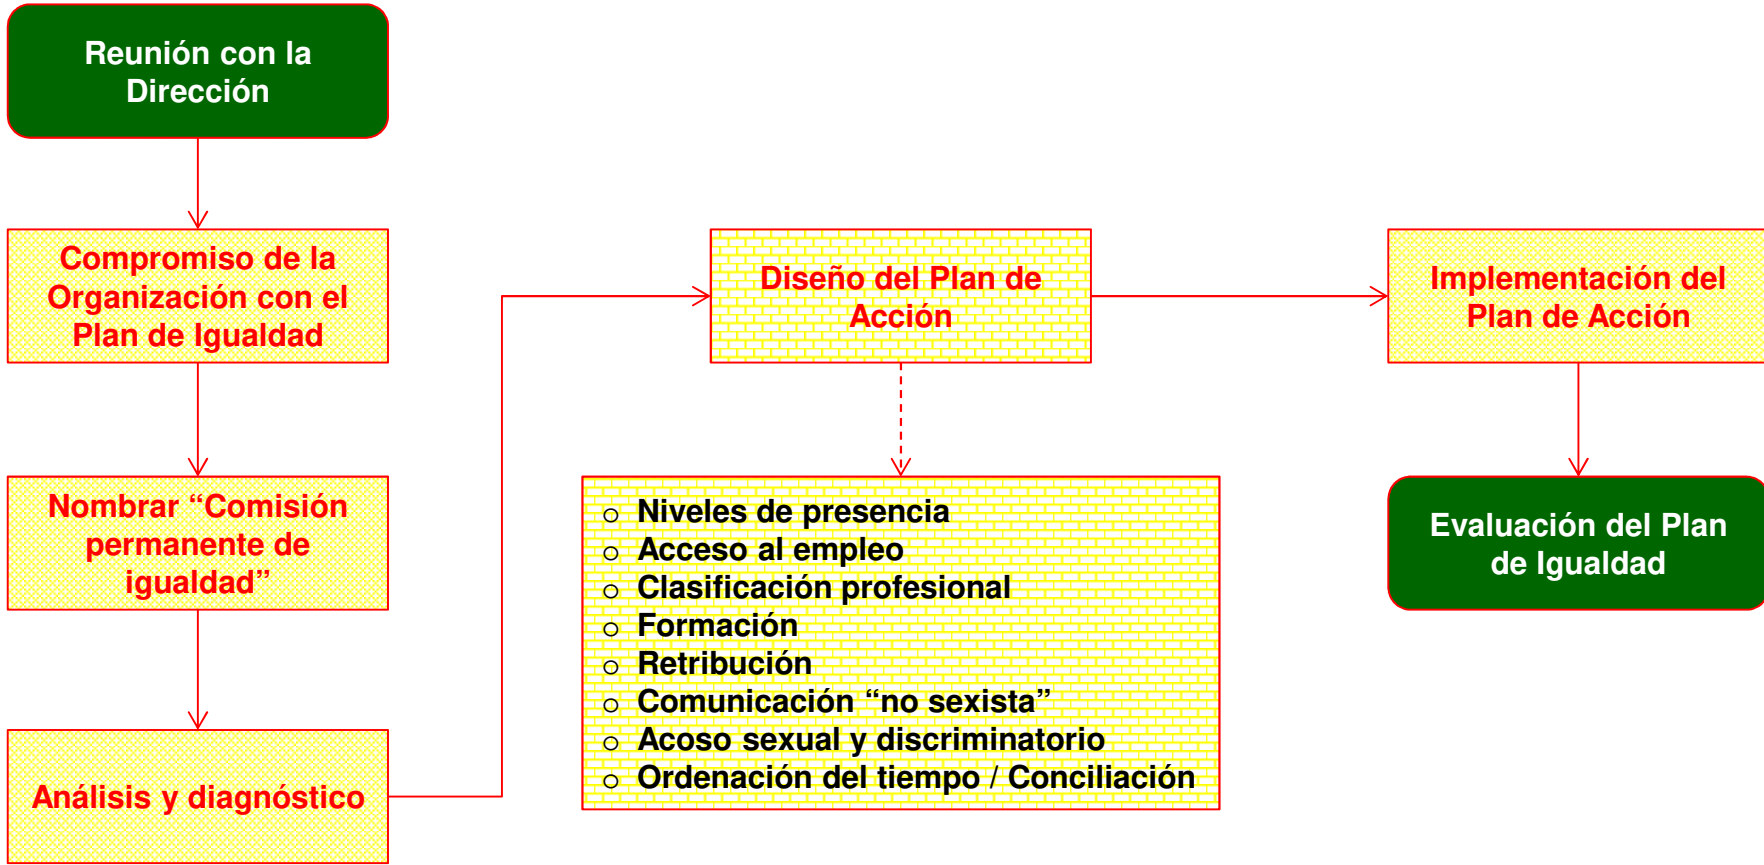 Reunión con la
Dirección
Compromiso de la
Organización con el
Plan de Igualdad
Nombrar “Comisión
permanente de
igualdad”
Análisis y diagnóstico
Diseño del Plan de
Acción
o Niveles de presencia
o Acceso al empleo
o Clasificación profesional
o Formación
o Retribución
o Comunicación “no sexista”
o Acoso sexual y discriminatorio
o Ordenación del tiempo / Conciliación
Implementación del
Plan de Acción
Evaluación del Plan
de Igualdad